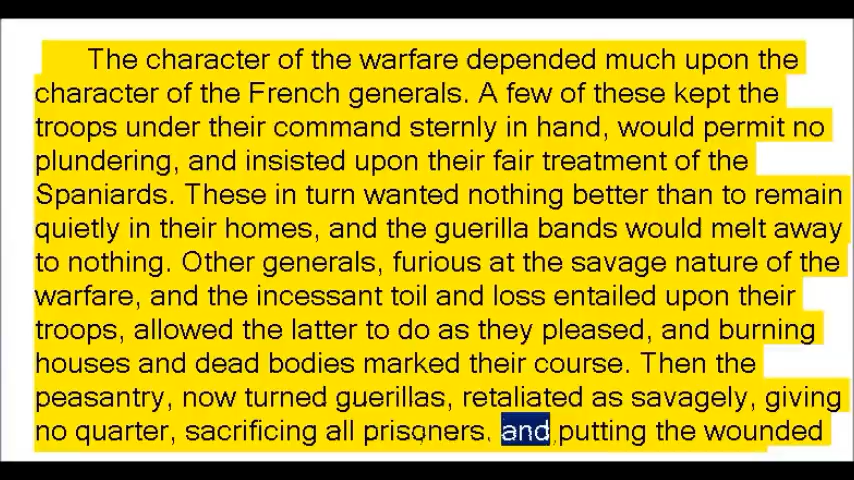 The character of the warfare depended much upon the
character of the French generals. A few of these kept the
troops under their command sternly in hand, would permit no
plundering, and insisted upon their fair treatment of the
Spaniards. These in turn wanted nothing better than to remain
quietly in their homes, and the guerilla bands would melt away
to nothing. Other generals, furious at the savage nature of the
warfare, and the incessant toil and loss entailed upon their
troops, allowed the latter to do as they pleased, and burning
houses and dead bodies marked their course. Then the
peasantry, now turned guerillas, retaliated as savagely, giving
no quarter, sacrificing all prisoners, and putting the wounded